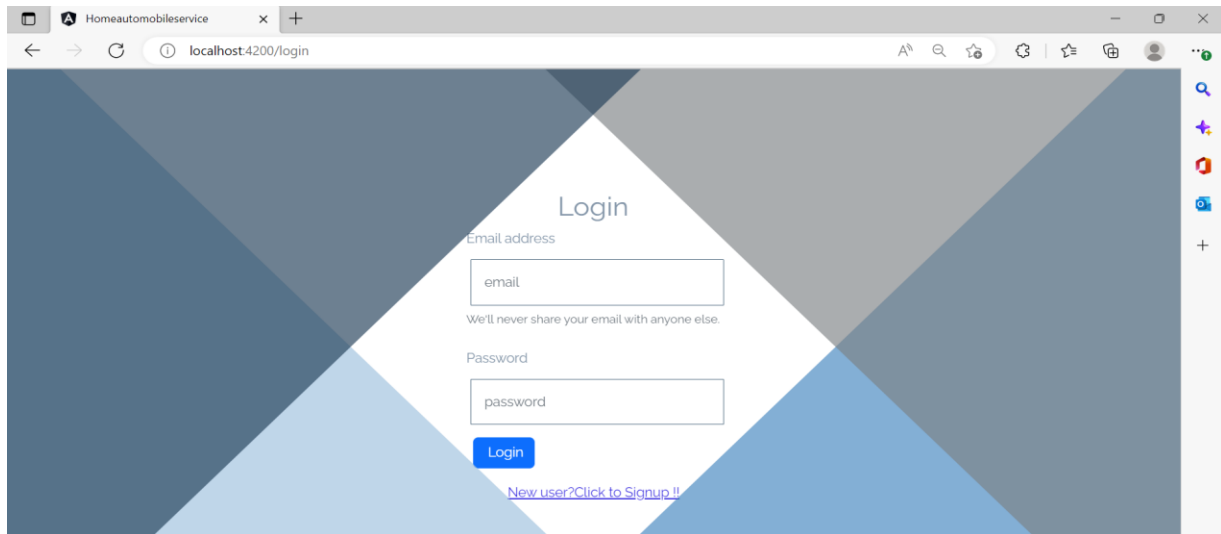 Homeautomobileservice
localhost:4200/login
Login
Email address
email
We'll never share your email with anyone else.
Password
password
Login
New user?Click to Signup !!